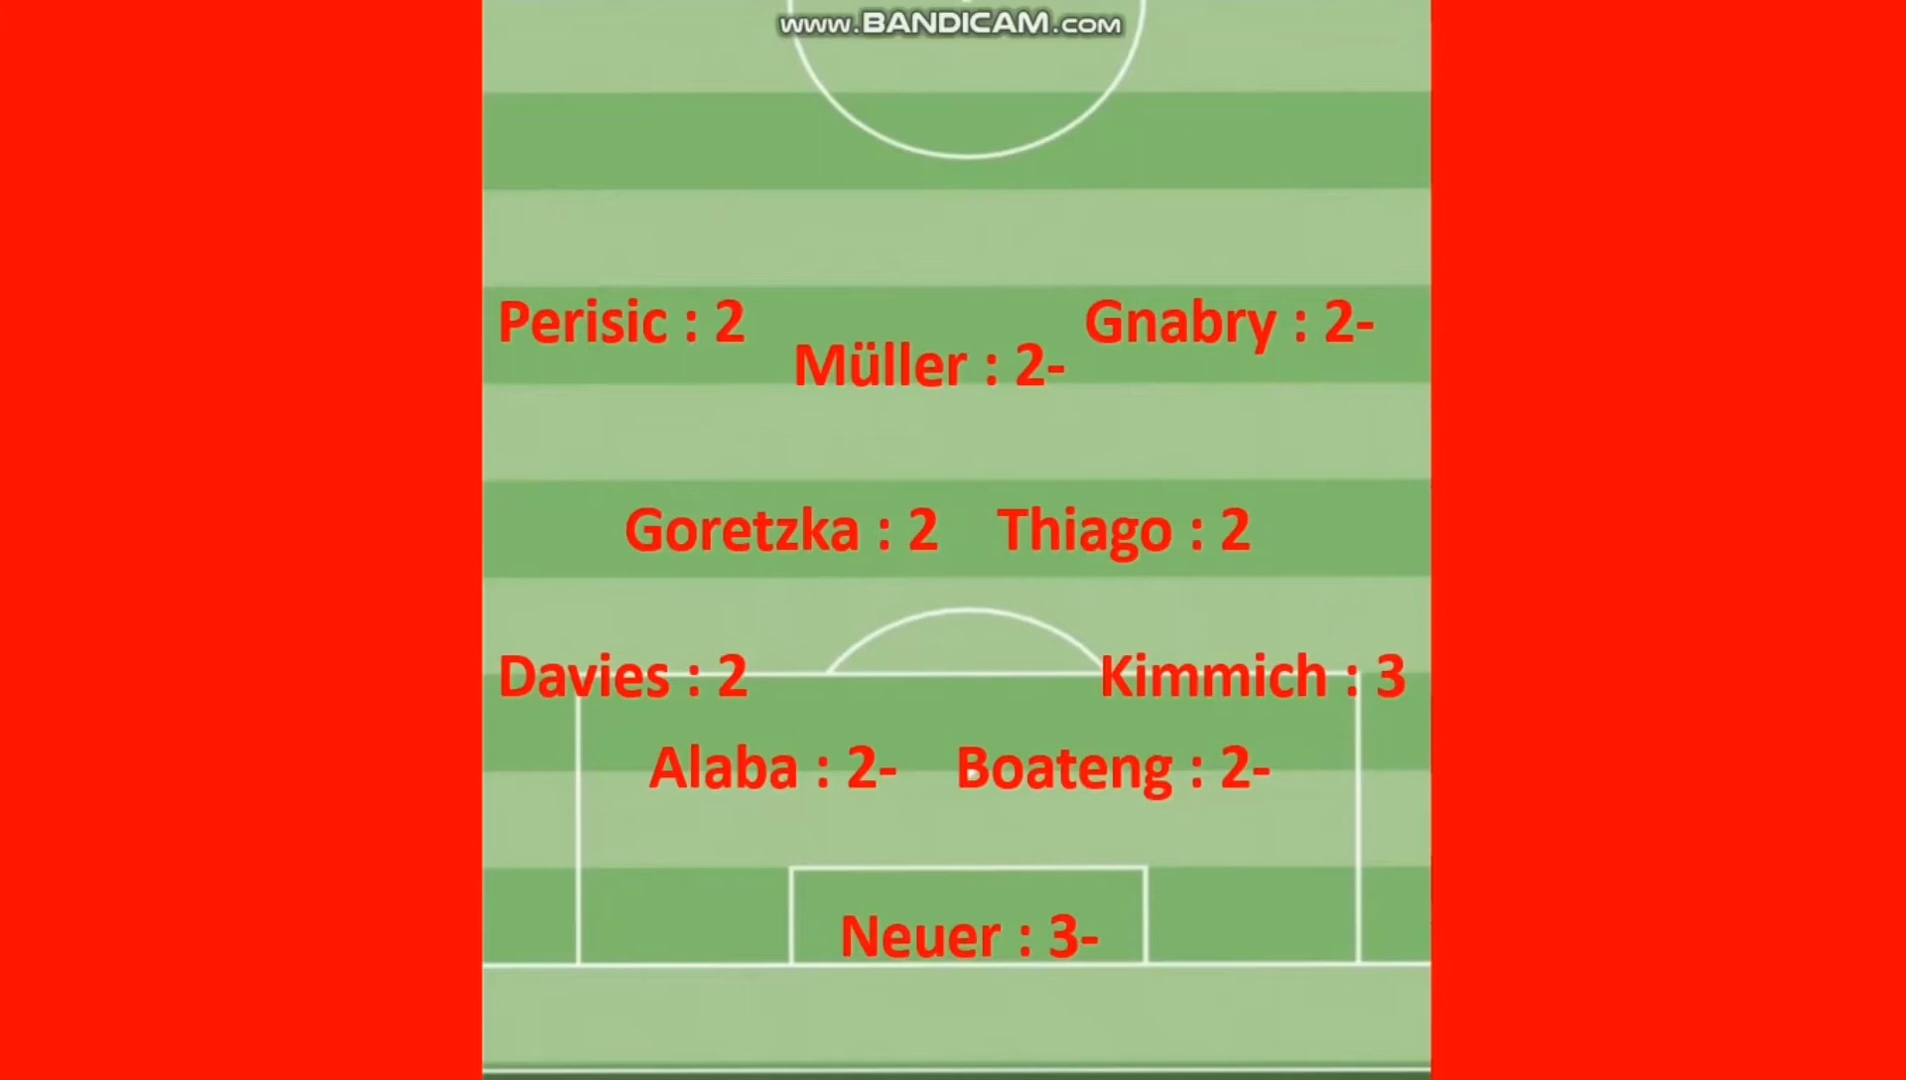 www.BANDICAM.com
Perisic : 2
Gnabry : 2-
Müller : 2-
Goretzka : 2
Thiago : 2
Davies : 2
Kimmich : 3
Alaba : 2-
Boateng : 2-
Neuer : 3-